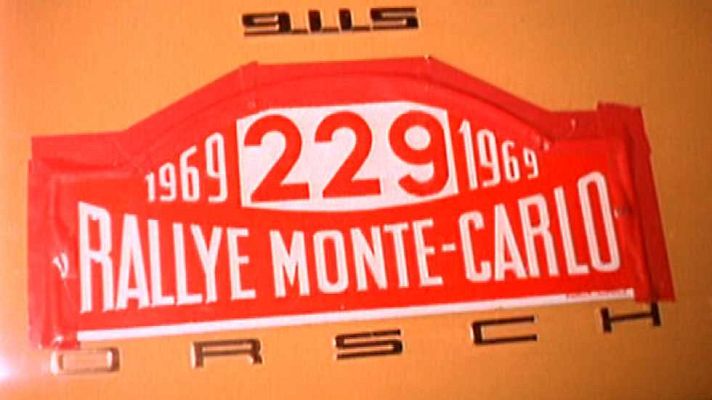 911S
1969 229 1969
RALLYE MONTE-CARLO
ORSCH